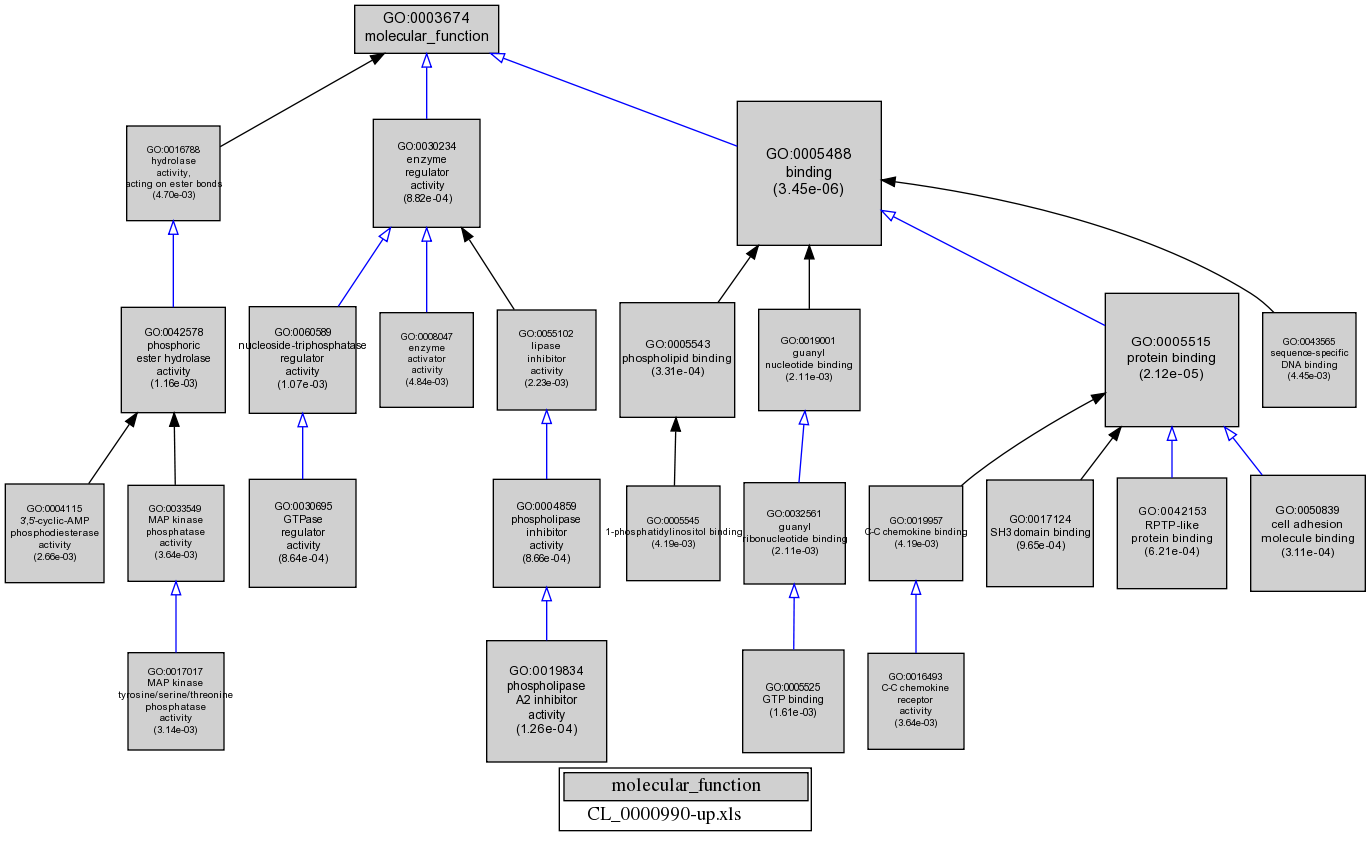 GO:0003674
molecular_function
GO:0016788
hydrolase
activity,
acting on ester bonds
(4.70e-03)
GO:0030234
enzyme
regulator
activity
(8.82e-04)
GO:0005488
binding
(3.45e-06)
GO:0042578
phosphoric
ester hydrolase
activity
(1.16e-03)
GO:0060589
nucleoside-triphosphatase
regulator
activity
(1.07e-03)
GO:0008047
enzyme
activator
activity
(4.84e-03)
GO:0055102
lipase
inhibitor
activity
(2.23e-03)
GO:0005543
phospholipid binding
(3.31e-04)
GO:0019001
guanyl
nucleotide binding
(2.11e-03)
GO:0005515
protein binding
(2.12e-05)
GO:0043565
sequence-specific
DNA binding
(4.45e-03)
GO:0004115
3',5'-cyclic-AMP
phosphodiesterase
activity
(2.66e-03)
GO:0033549
MAP kinase
phosphatase
activity
(3.64e-03)
GO:0030695
GTPase
regulator
activity
(8.64e-04)
GO:0004859
phospholipase
inhibitor
activity
(8.66e-04)
GO:0005545
1-phosphatidylinositol binding
(4.19e-03)
GO:0032561
guanyl
ribonucleotide binding
(2.11e-03)
GO:0019957
C-C chemokine binding
(4.19e-03)
GO:0017124
SH3 domain binding
(9.65e-04)
GO:0042153
RPTP-like
protein binding
(6.21e-04)
GO:0050839
cell adhesion
molecule binding
(3.11e-04)
GO:0017017
MAP kinase
tyrosine/serine/threonine
phosphatase
activity
(3.14e-03)
GO:0019834
phospholipase
A2 inhibitor
activity
(1.26e-04)
GO:0005525
GTP binding
(1.61e-03)
GO:0016493
C-C chemokine
receptor
activity
(3.64e-03)
molecular_function
CL_0000990-up.xls